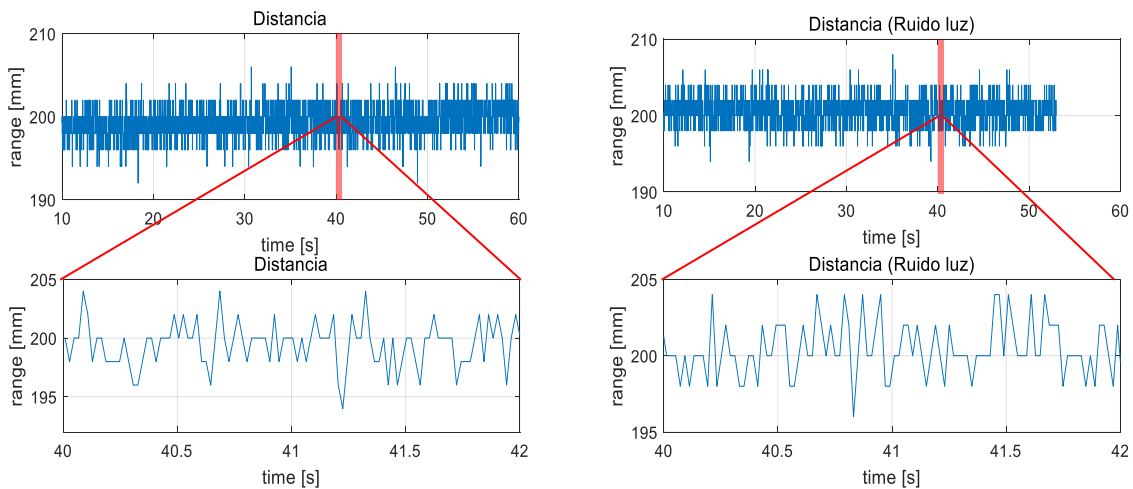 Distancia
210
200
190
range [mm]
10 20 30 40 50 60
time [s]
Distancia (Ruido luz)
210
200
190
range [mm]
10 20 30 40 50 60
time [s]
Distancia
205
200
195
range [mm]
40 40.5 41 41.5 42
time [s]
Distancia (Ruido luz)
205
200
195
range [mm]
40 40.5 41 41.5 42
time [s]